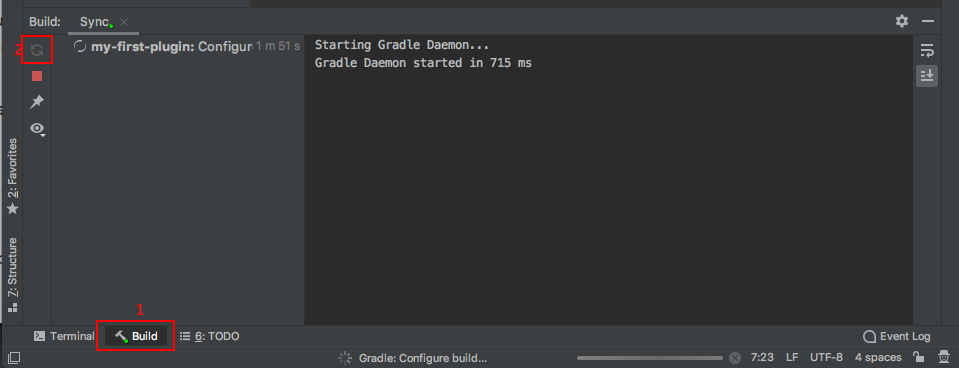 Build: Sync
2
my-first-plugin: Configure 1 m 51 s
Starting Gradle Daemon...
Gradle Daemon started in 715 ms
2: Favorites
Z: Structure
1
Terminal Build 6: TODO Event Log
Gradle: Configure build... 7:23 LF UTF-8 4 spaces